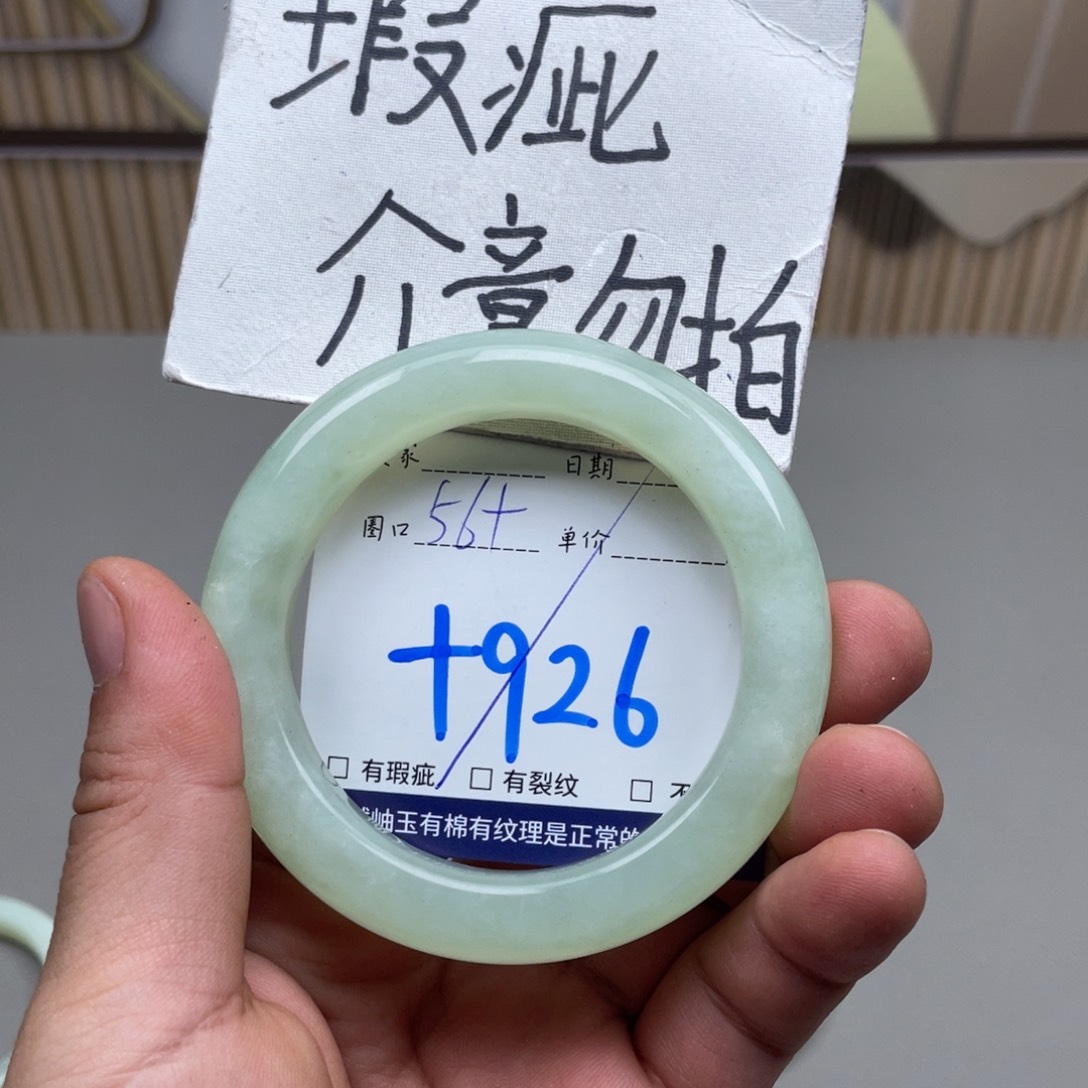 瑕疵
介意勿拍
家 日期
圈口 56+ 单价
+926
□ 有瑕疵 □ 有裂纹 □ 不
岫玉有棉有纹理是正常的